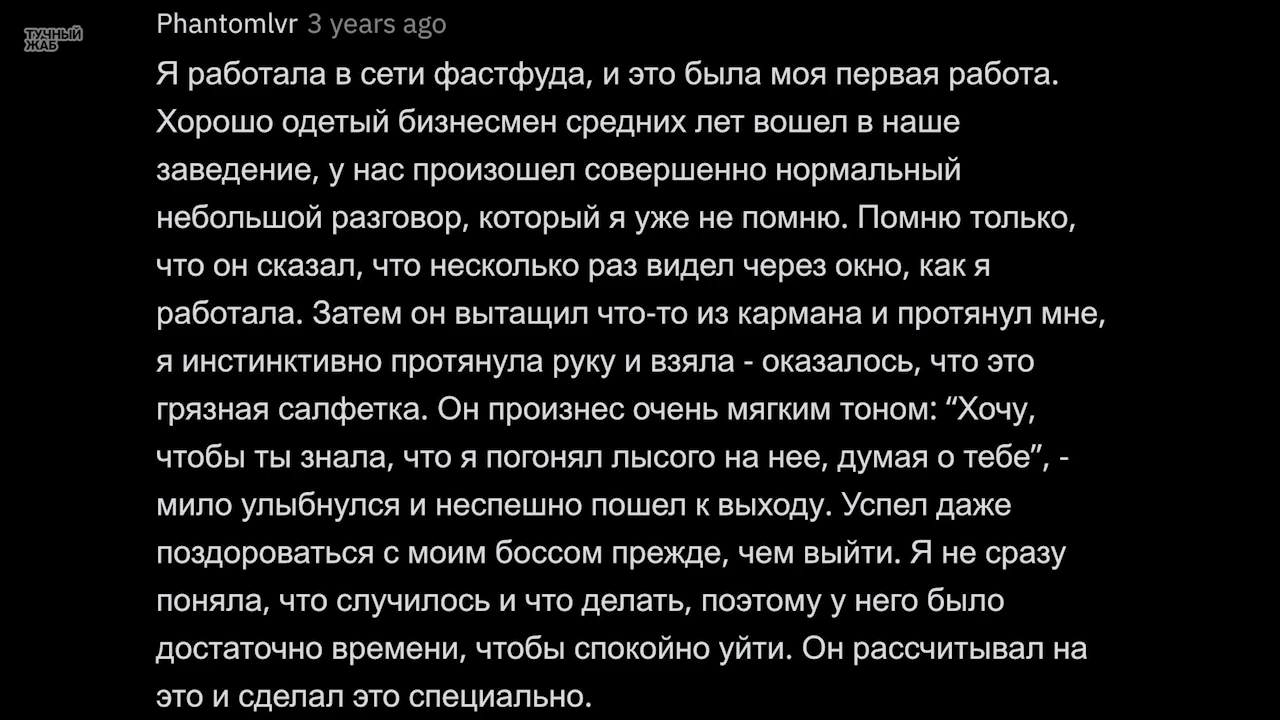 ТУЧНЫЙ
ЖАБ
Phantomlvr 3 years ago
Я работала в сети фастфуда, и это была моя первая работа.
Хорошо одетый бизнесмен средних лет вошел в наше
заведение, у нас произошел совершенно нормальный
небольшой разговор, который я уже не помню. Помню только,
что он сказал, что несколько раз видел через окно, как я
работала. Затем он вытащил что-то из кармана и протянул мне,
я инстинктивно протянула руку и взяла - оказалось, что это
грязная салфетка. Он произнес очень мягким тоном: “Хочу,
чтобы ты знала, что я погонял лысого на нее, думая о тебе”, -
мило улыбнулся и неспешно пошел к выходу. Успел даже
поздороваться с моим боссом прежде, чем выйти. Я не сразу
поняла, что случилось и что делать, поэтому у него было
достаточно времени, чтобы спокойно уйти. Он рассчитывал на
это и сделал это специально.